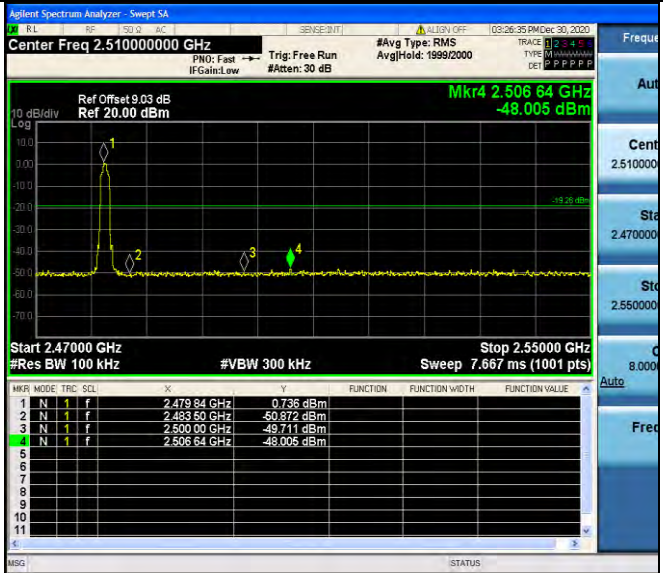 Agilent Spectrum Analyzer - Swept SA
RL RF 50 Ω AC SENSE:INT ALIGN OFF 03:26:35 PM Dec 30, 2020
Center Freq 2.510000000 GHz #Avg Type: RMS TRACE 1 2 3 4 5 6 Freque
PNO: Fast Trig: Free Run Avg|Hold: 1999/2000 TYPE M
IFGain:Low #Atten: 30 dB DET P P P P P P
Aut
Ref Offset 9.03 dB Mkr4 2.506 64 GHz
10 dB/div Ref 20.00 dBm -48.005 dBm
Log
10.0
0.00
-10.0
-20.0
-30.0
-40.0
-50.0
-60.0
-70.0
1
2
3
4
-19.26 dBm
Cent
2.510000
Sta
2.470000
Sto
2.550000
Start 2.47000 GHz Stop 2.55000 GHz
#Res BW 100 kHz #VBW 300 kHz Sweep 7.667 ms (1001 pts)
8.0000
Auto
MKR MODE TRC SCL X Y FUNCTION FUNCTION WIDTH FUNCTION VALUE
1 N 1 f 2.479 84 GHz 0.736 dBm
2 N 1 f 2.483 50 GHz -50.872 dBm
3 N 1 f 2.500 00 GHz -49.711 dBm
4 N 1 f 2.506 64 GHz -48.005 dBm
5
6
7
8
9
10
11
Freq
MSG STATUS